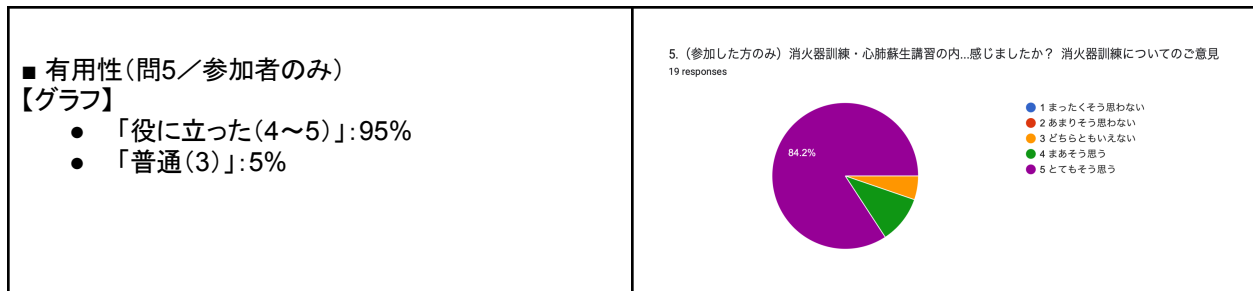 ■ 有用性（問5／参加者のみ）
【グラフ】
● 「役に立った（4～5）」：95%
● 「普通（3）」：5%
5.（参加した方のみ）消火器訓練・心肺蘇生講習の内...感じましたか？ 消火器訓練についてのご意見
19 responses
84.2%
1 まったくそう思わない
2 あまりそう思わない
3 どちらともいえない
4 まあそう思う
5 とてもそう思う